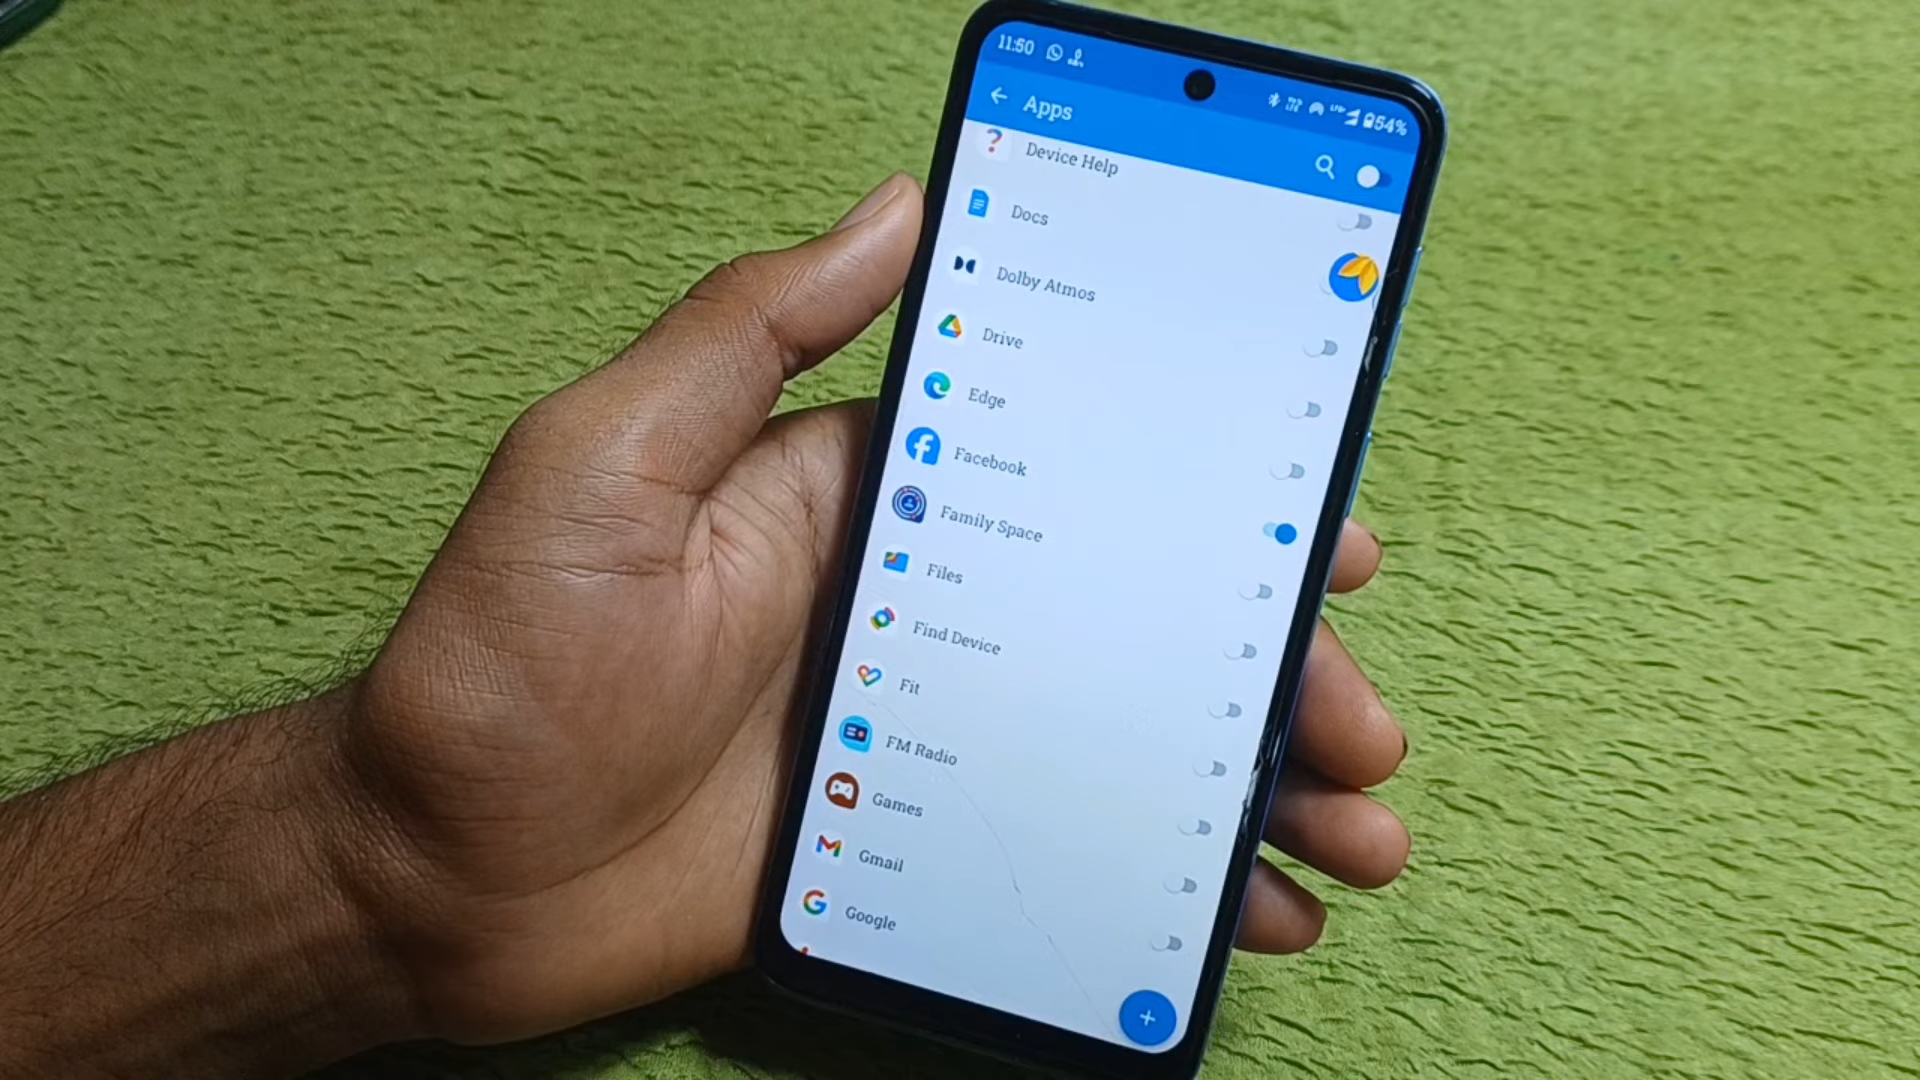 11:50
54%
Apps
Device Help
Docs
Dolby Atmos
Drive
Edge
Facebook
Family Space
Files
Find Device
Fit
FM Radio
Games
Gmail
Google